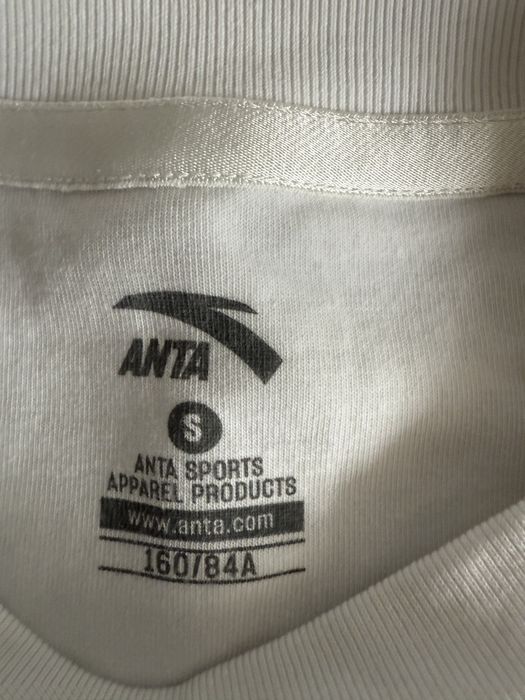 ANTA
S
ANTA SPORTS
APPAREL PRODUCTS
www.anta.com
160/84A